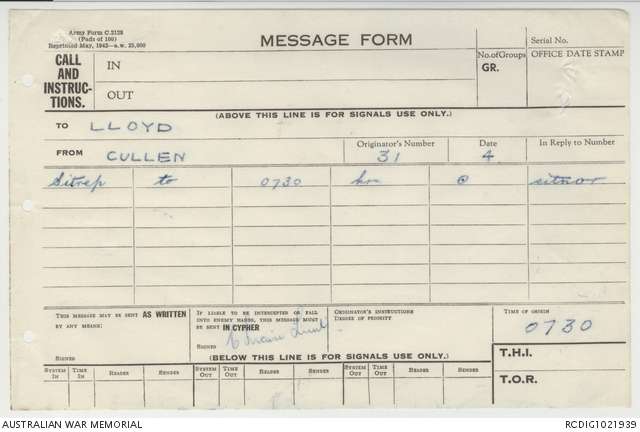 Army Form C.2128
(Pads of 100)
Reprinted May, 1942—a.w. 25,000
MESSAGE FORM
Serial No.
CALL AND INSTRUC-TIONS.
IN
OUT
No. of Groups
GR.
OFFICE DATE STAMP
(ABOVE THIS LINE IS FOR SIGNALS USE ONLY.)
TO LLOYD
FROM CULLEN
Originator's Number
31
Date
4
In Reply to Number
Sitrep to 0730 hrs @ sitnor
THIS MESSAGE MAY BE SENT AS WRITTEN
BY ANY MEANS:
SIGNED
IF LIABLE TO BE INTERCEPTED OR FALL
INTO ENEMY HANDS, THIS MESSAGE MUST
BE SENT IN CYPHER
SIGNED
ORIGINATOR'S INSTRUCTIONS
DEGREE OF PRIORITY
TIME OF ORIGIN
0730
(BELOW THIS LINE IS FOR SIGNALS USE ONLY.)
T.H.I.
T.O.R.
SYSTEM IN TIME IN READER SENDER SYSTEM OUT TIME OUT READER SENDER SYSTEM OUT TIME OUT READER SENDER
AUSTRALIAN WAR MEMORIAL
RCDIG1021939